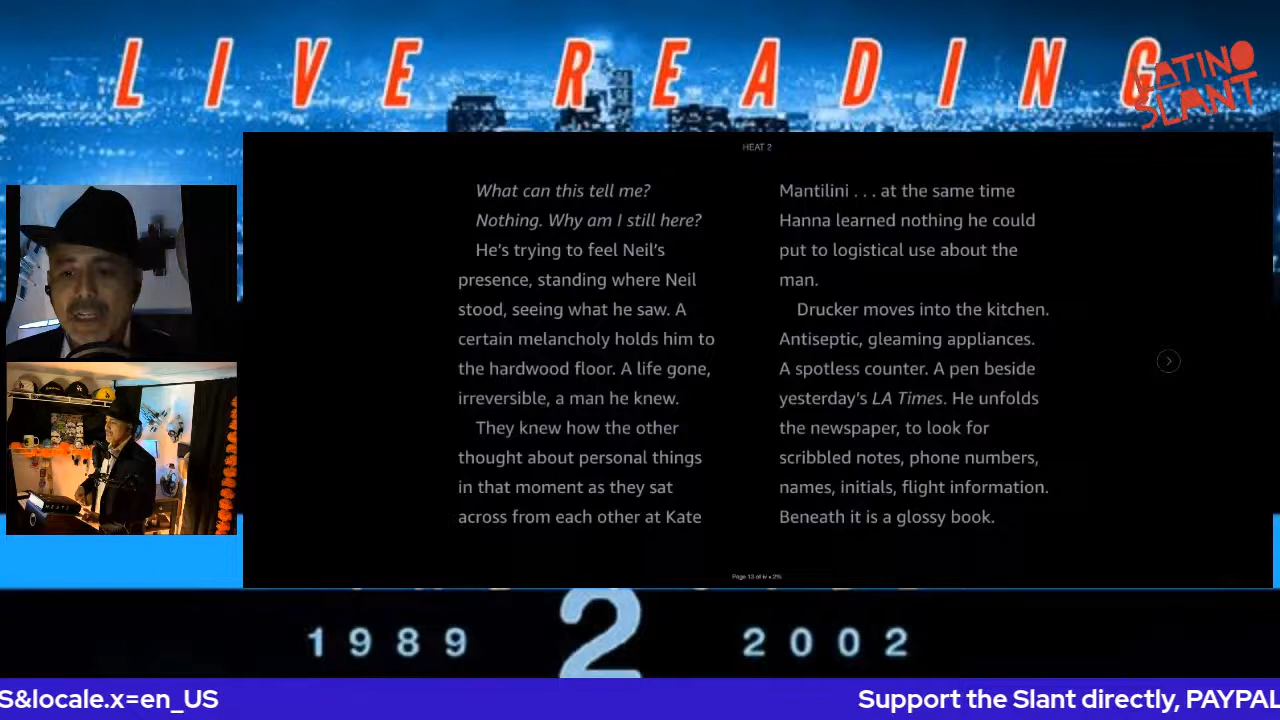 LIVE READING
LATINO
SLANT
HEAT 2
What can this tell me?
Nothing. Why am I still here?
He's trying to feel Neil's
presence, standing where Neil
stood, seeing what he saw. A
certain melancholy holds him to
the hardwood floor. A life gone,
irreversible, a man he knew.
They knew how the other
thought about personal things
in that moment as they sat
across from each other at Kate
Mantilini . . . at the same time
Hanna learned nothing he could
put to logistical use about the
man.
Drucker moves into the kitchen.
Antiseptic, gleaming appliances.
A spotless counter. A pen beside
yesterday's LA Times. He unfolds
the newspaper, to look for
scribbled notes, phone numbers,
names, initials, flight information.
Beneath it is a glossy book.
Page 13 of iv • 2%
1989 2 2002
S&locale.x=en_US
Support the Slant directly, PAYPAL